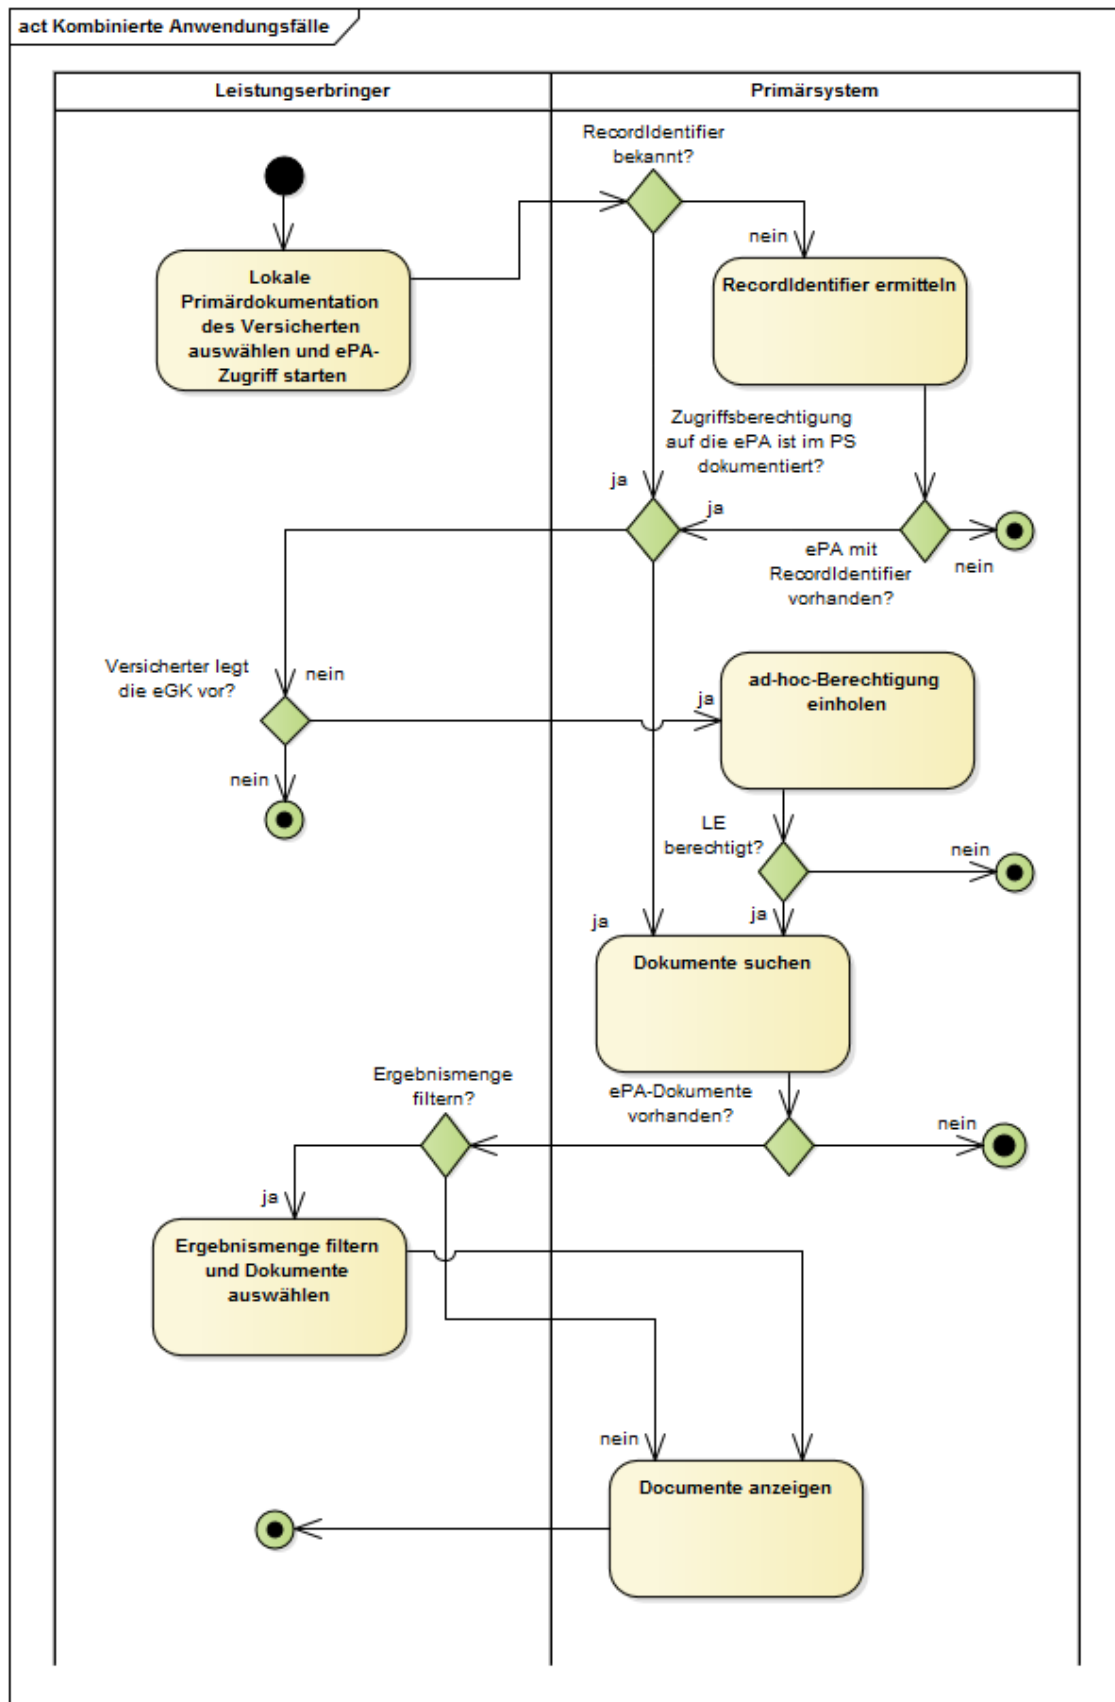 act Kombinierte Anwendungsfälle
Leistungserbringer
Primärsystem
RecordIdentifier
bekannt?
nein
Lokale
Primärdokumentation
des Versicherten
auswählen und ePA-
Zugriff starten
RecordIdentifier ermitteln
Zugriffsberechtigung
auf die ePA ist im PS
dokumentiert?
ja
ja
ePA mit
RecordIdentifier
vorhanden?
nein
Versicherter legt
die eGK vor?
nein
ja
ad-hoc-Berechtigung
einholen
nein
LE
berechtigt?
nein
ja
ja
Dokumente suchen
Ergebnismenge
filtern?
ePA-Dokumente
vorhanden?
nein
ja
Ergebnismenge filtern
und Dokumente
auswählen
nein
Documente anzeigen